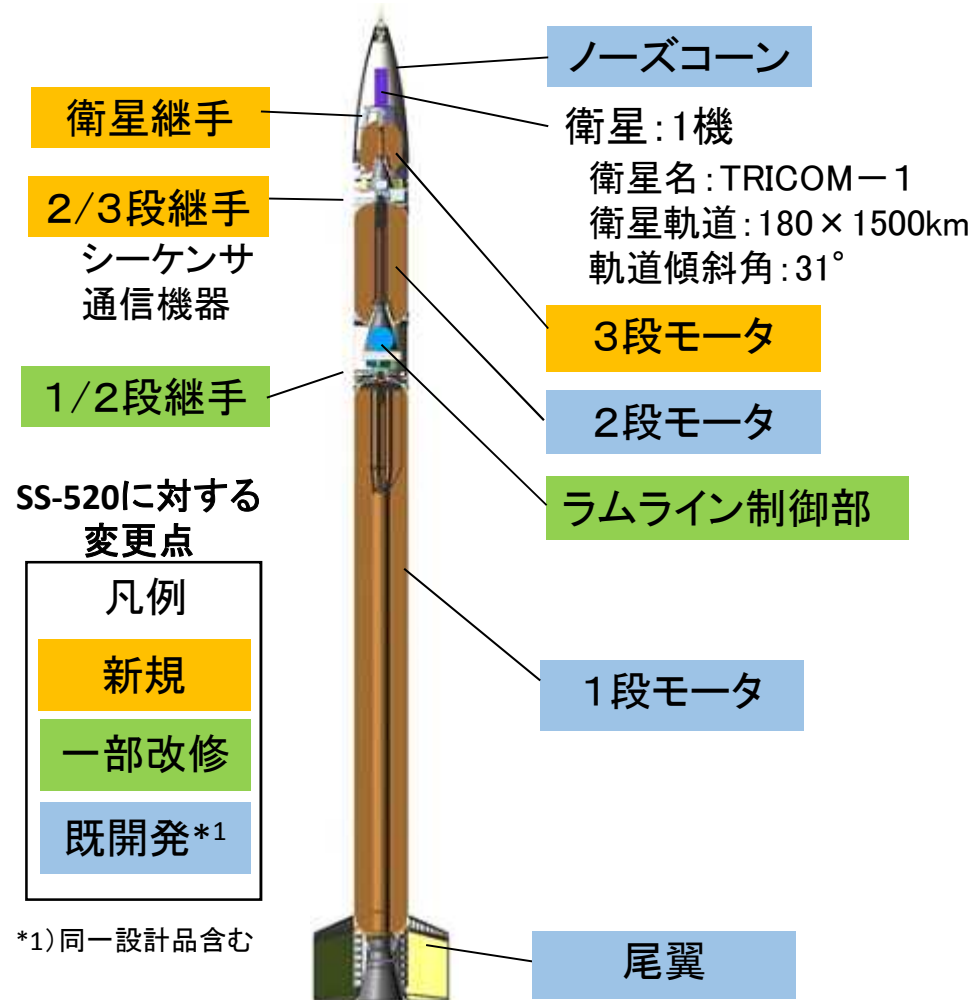 ノーズコーン
衛星継手
衛星:1機
衛星名:TRICOM-1
衛星軌道:180×1500km
軌道傾斜角:31°
2/3段継手
シーケンサ
通信機器
3段モータ
1/2段継手
2段モータ
ラムライン制御部
SS-520に対する
変更点
凡例
新規
一部改修
既開発*1
*1)同一設計品含む
1段モータ
尾翼